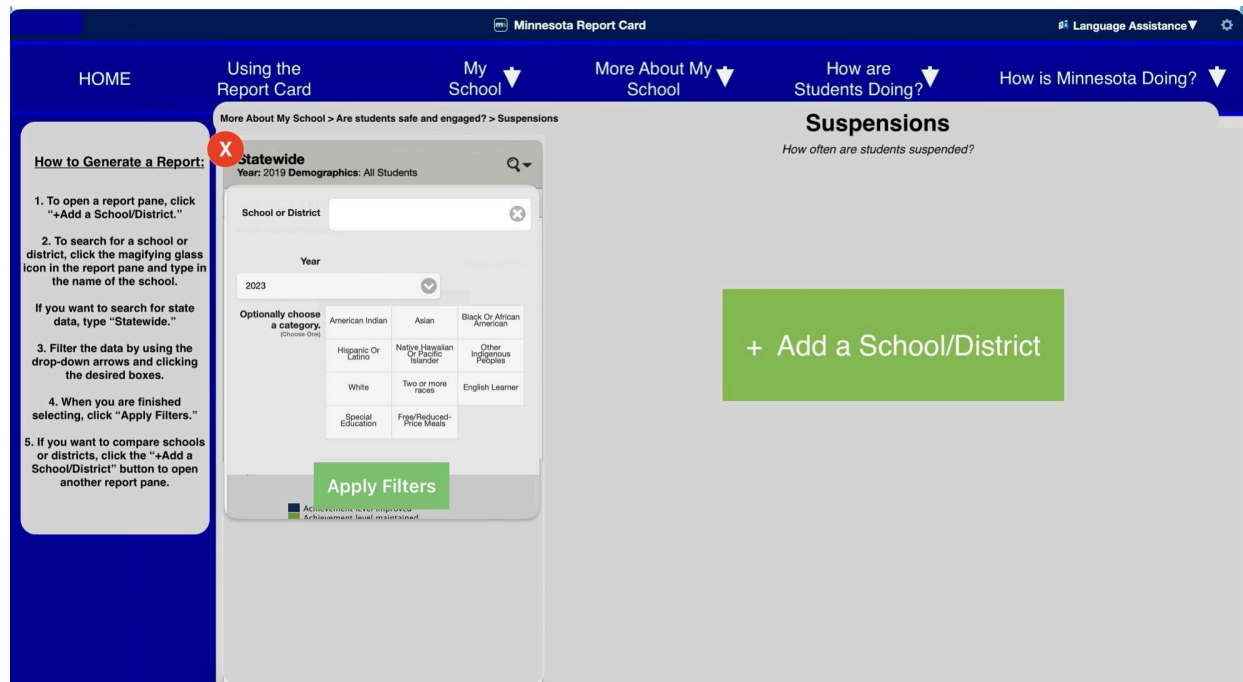 Minnesota Report Card
Language Assistance▼
HOME
Using the
Report Card
My
School
More About My
School
How are
Students Doing?
How is Minnesota Doing?
How to Generate a Report:
1. To open a report pane, click
“+Add a School/District.”
2. To search for a school or
district, click the magifying glass
icon in the report pane and type in
the name of the school.
If you want to search for state
data, type “Statewide.”
3. Filter the data by using the
drop-down arrows and clicking
the desired boxes.
4. When you are finished
selecting, click “Apply Filters.”
5. If you want to compare schools
or districts, click the “+Add a
School/District” button to open
another report pane.
More About My School > Are students safe and engaged? > Suspensions
X
Statewide
Year: 2019 Demographics: All Students
School or District
Year
2023
Optionally choose
a category.
(Choose One)
American Indian
Asian
Black Or African
American
Hispanic Or
Latino
Native Hawaiian
Or Pacific
Islander
Other
Indigenous
Peoples
White
Two or more
races
English Learner
Special
Education
Free/Reduced-
Price Meals
Apply Filters
Achievement level improved
Achievement level maintained
Suspensions
How often are students suspended?
+ Add a School/District